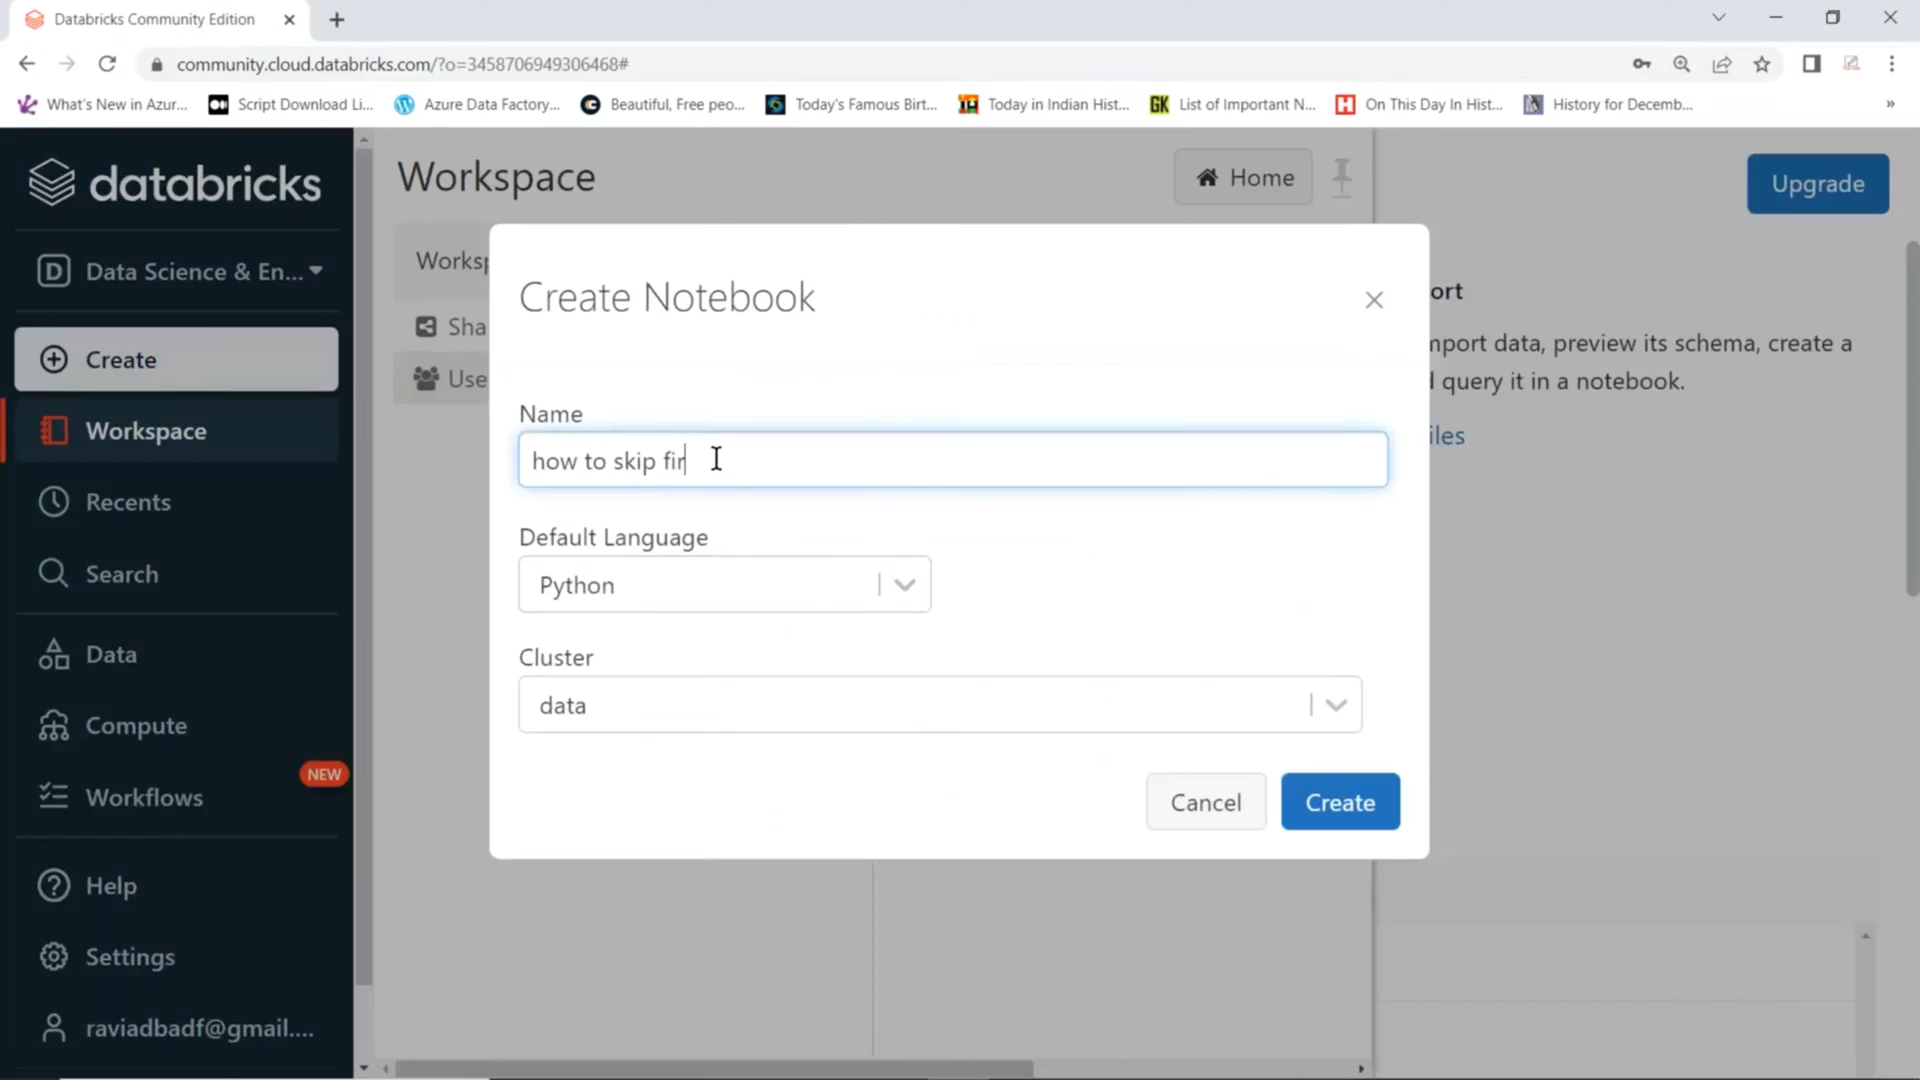 Databricks Community Edition
community.cloud.databricks.com/?o=3458706949306468#
What's New in Azur...
Script Download Li...
Azure Data Factory...
Beautiful, Free peo...
Today's Famous Birt...
Today in Indian Hist...
GK List of Important N...
H On This Day In Hist...
History for Decemb...
databricks
D Data Science & En...
Create
Workspace
Recents
Search
Data
Compute
NEW
Workflows
Help
Settings
raviadbadf@gmail....
Workspace
Home
Upgrade
Worksp
Sha
Use
ort
mport data, preview its schema, create a
d query it in a notebook.
iles
Create Notebook
Name
how to skip fir
Default Language
Python
Cluster
data
Cancel
Create